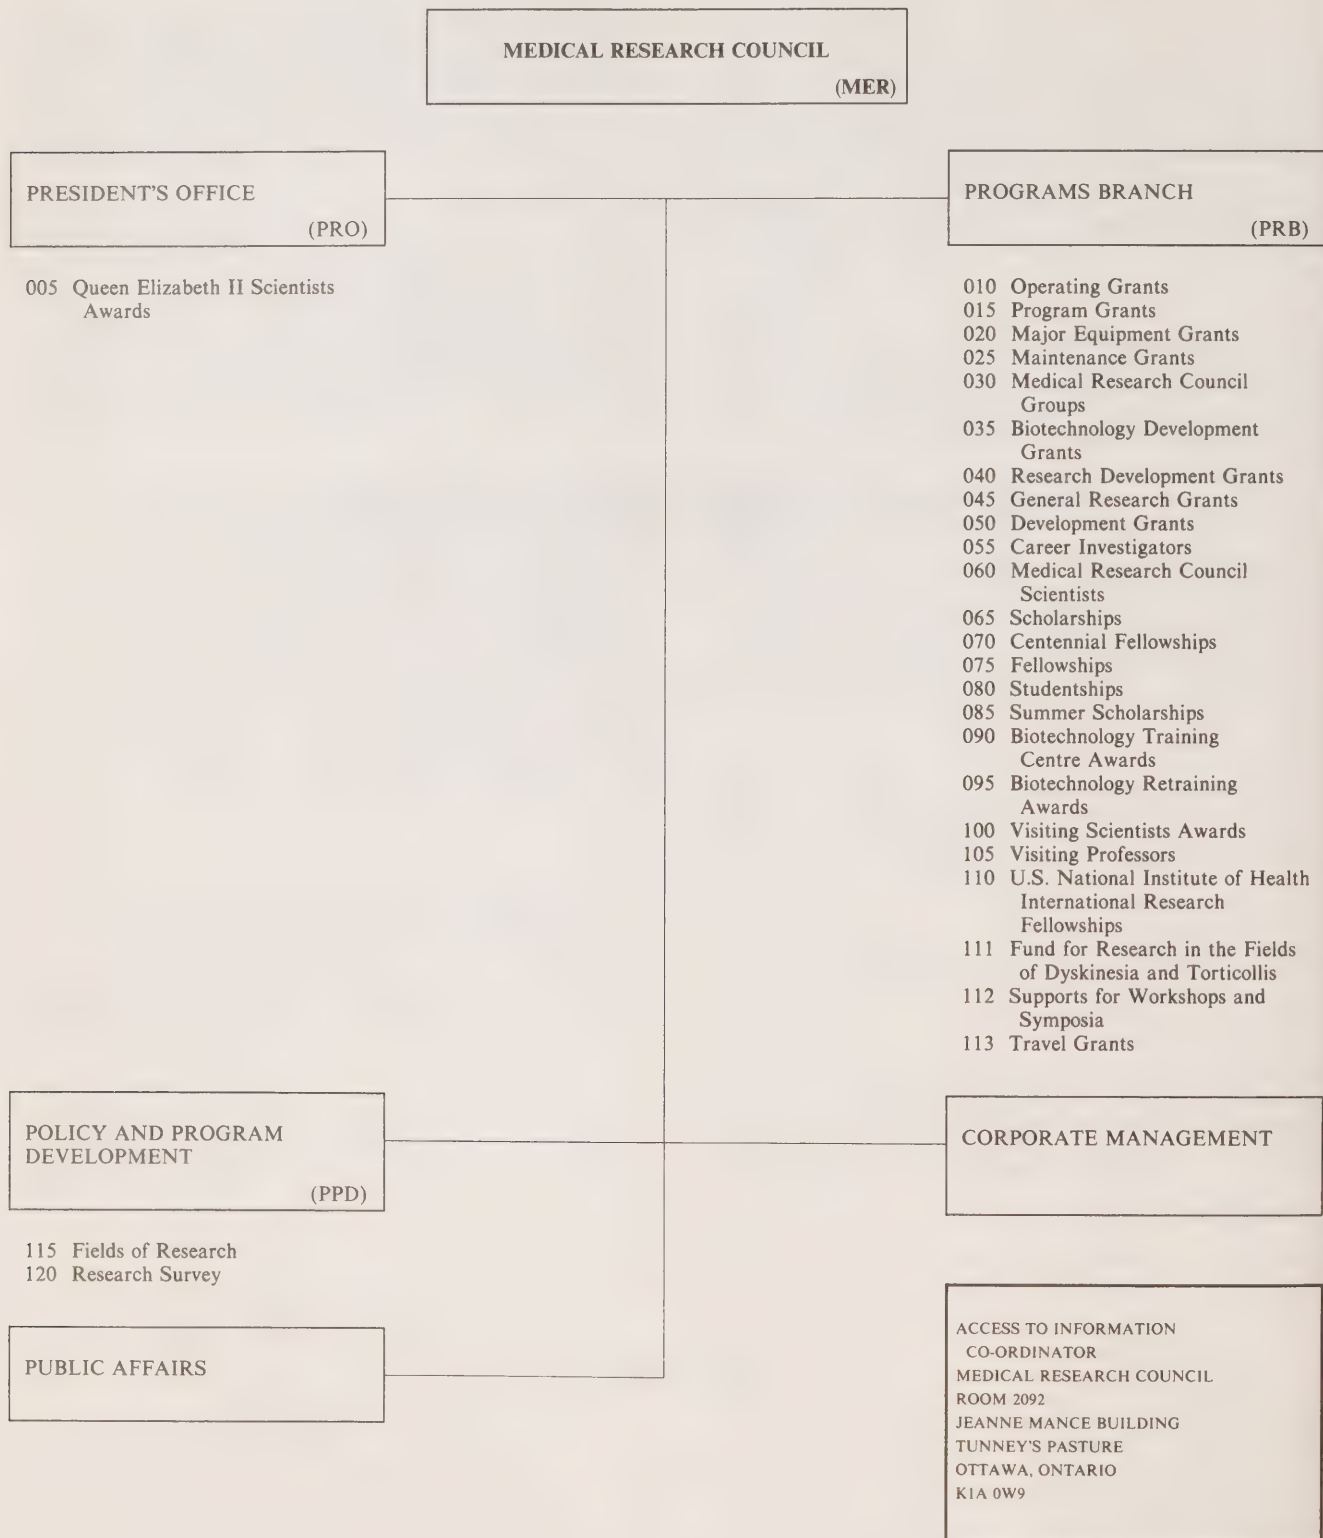 MEDICAL RESEARCH COUNCIL
(MER)
PRESIDENT'S OFFICE
(PRO)
005 Queen Elizabeth II Scientists
Awards
PROGRAMS BRANCH
(PRB)
010 Operating Grants
015 Program Grants
020 Major Equipment Grants
025 Maintenance Grants
030 Medical Research Council
Groups
035 Biotechnology Development
Grants
040 Research Development Grants
045 General Research Grants
050 Development Grants
055 Career Investigators
060 Medical Research Council
Scientists
065 Scholarships
070 Centennial Fellowships
075 Fellowships
080 Studentships
085 Summer Scholarships
090 Biotechnology Training
Centre Awards
095 Biotechnology Retraining
Awards
100 Visiting Scientists Awards
105 Visiting Professors
110 U.S. National Institute of Health
International Research
Fellowships
111 Fund for Research in the Fields
of Dyskinesia and Torticollis
112 Supports for Workshops and
Symposia
113 Travel Grants
POLICY AND PROGRAM
DEVELOPMENT
(PPD)
115 Fields of Research
120 Research Survey
CORPORATE MANAGEMENT
PUBLIC AFFAIRS
ACCESS TO INFORMATION
CO-ORDINATOR
MEDICAL RESEARCH COUNCIL
ROOM 2092
JEANNE MANCE BUILDING
TUNNEY'S PASTURE
OTTAWA, ONTARIO
K1A 0W9